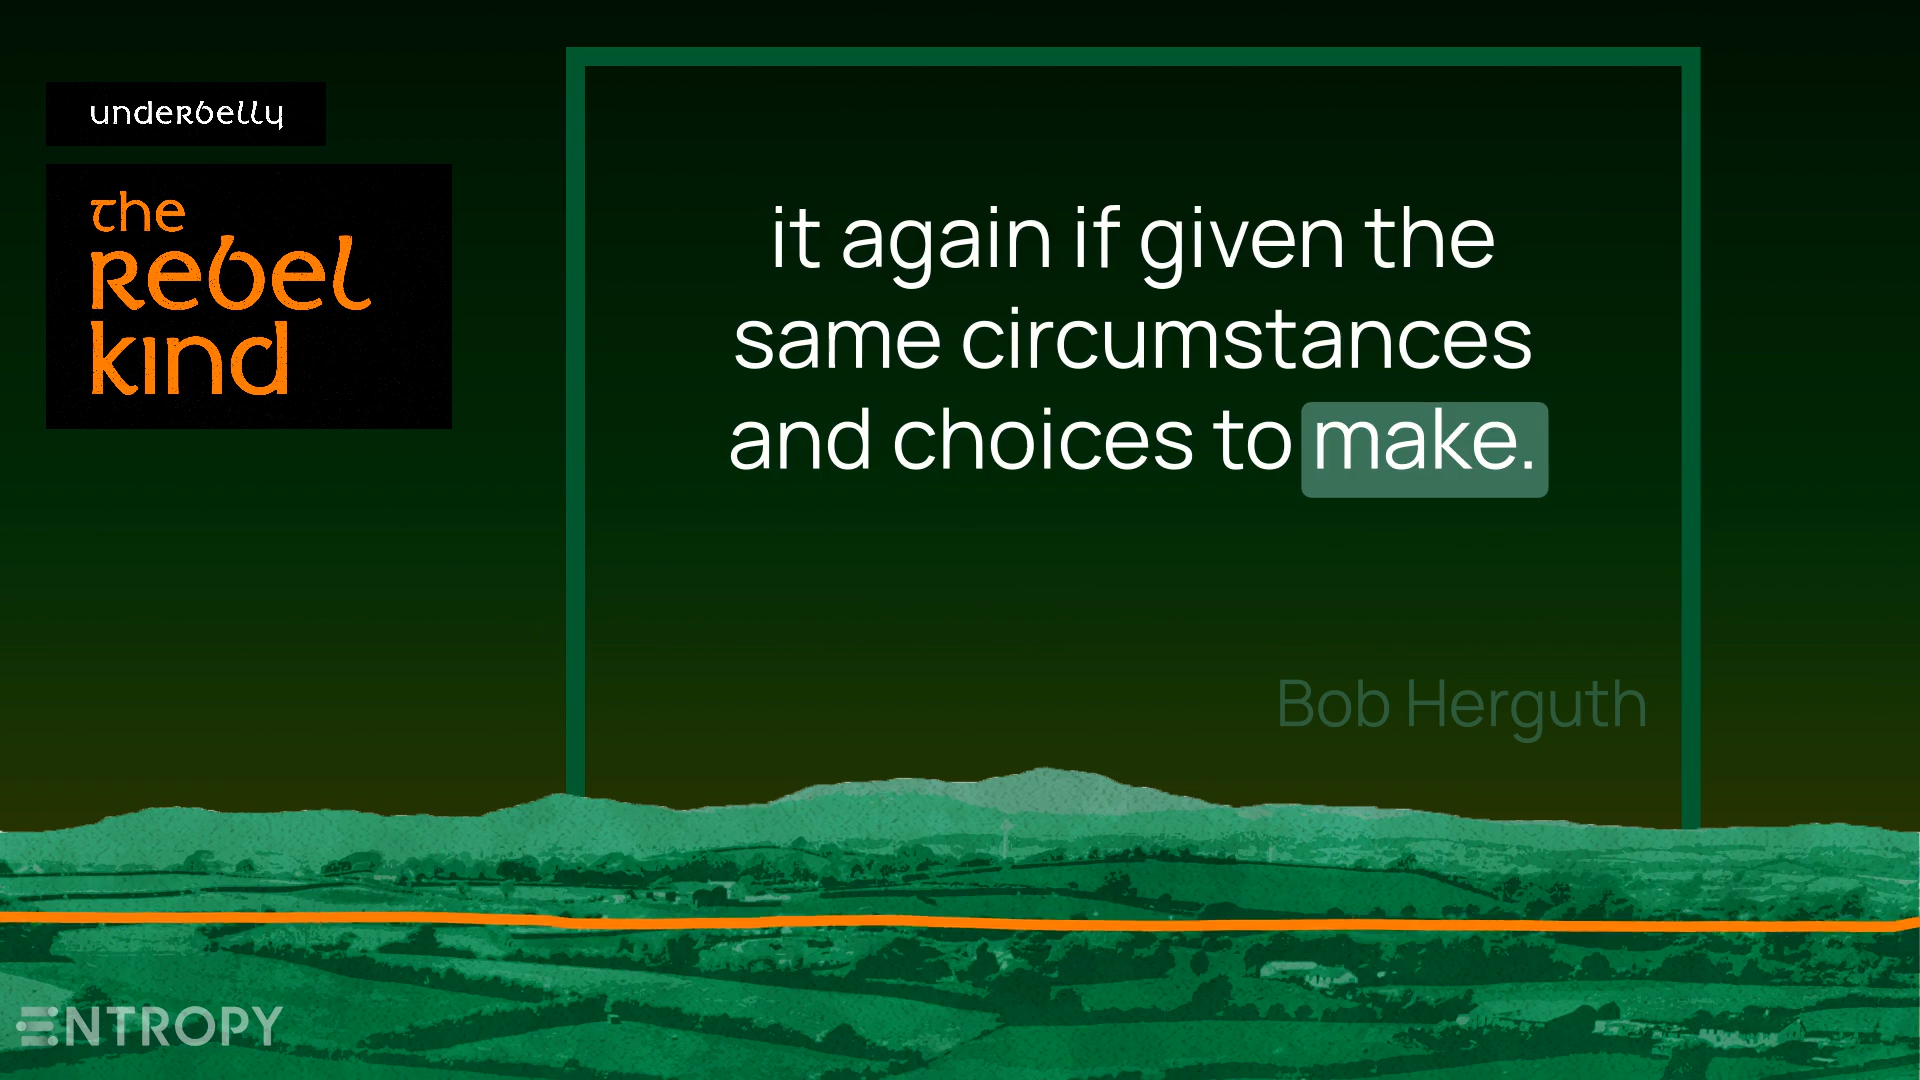 underbelly
the
rebel
kind
it again if given the
same circumstances
and choices to make.
Bob Herguth
ENTROPY